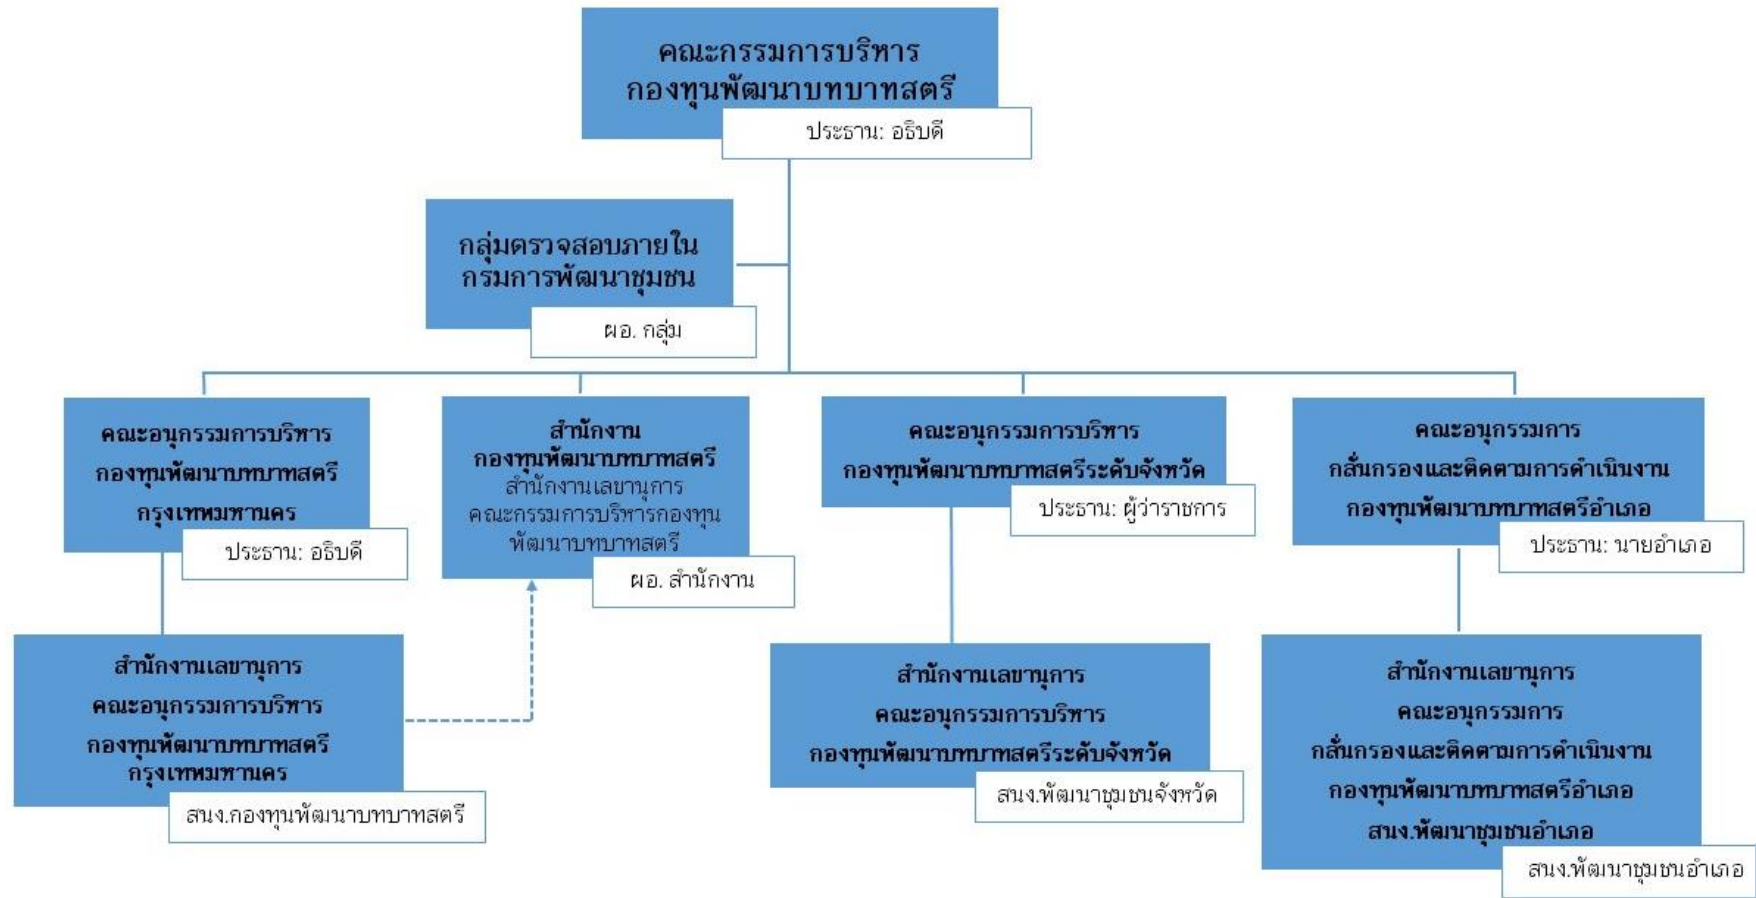 คณะกรรมการบริหาร
กองทุนพัฒนาบทบาทสตรี
ประธาน: อธิบดี
กลุ่มตรวจสอบภายใน
กรมการพัฒนาชุมชน
ผอ. กลุ่ม
คณะอนุกรรมการบริหาร
กองทุนพัฒนาบทบาทสตรี
กรุงเทพมหานคร
ประธาน: อธิบดี
สำนักงาน
กองทุนพัฒนาบทบาทสตรี
สำนักงานเลขานุการ
คณะกรรมการบริหารกองทุน
พัฒนาบทบาทสตรี
ผอ. สำนักงาน
คณะอนุกรรมการบริหาร
กองทุนพัฒนาบทบาทสตรีระดับจังหวัด
ประธาน: ผู้ว่าราชการ
คณะอนุกรรมการ
กลั่นกรองและติดตามการดำเนินงาน
กองทุนพัฒนาบทบาทสตรีอำเภอ
ประธาน: นายอำเภอ
สำนักงานเลขานุการ
คณะอนุกรรมการบริหาร
กองทุนพัฒนาบทบาทสตรี
กรุงเทพมหานคร
สนง.กองทุนพัฒนาบทบาทสตรี
สำนักงานเลขานุการ
คณะอนุกรรมการบริหาร
กองทุนพัฒนาบทบาทสตรีระดับจังหวัด
สนง.พัฒนาชุมชนจังหวัด
สำนักงานเลขานุการ
คณะอนุกรรมการ
กลั่นกรองและติดตามการดำเนินงาน
กองทุนพัฒนาบทบาทสตรีอำเภอ
สนง.พัฒนาชุมชนอำเภอ
สนง.พัฒนาชุมชนอำเภอ